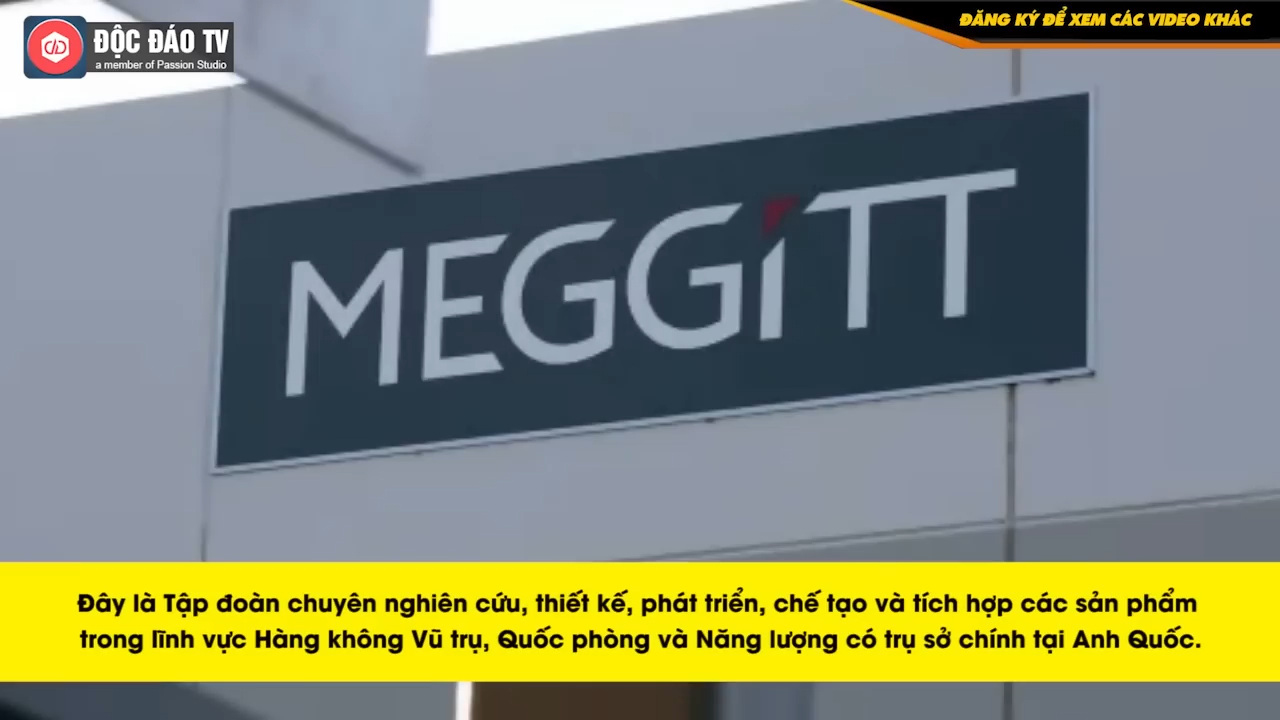 ĐỘC ĐÁO TV
a member of Passion Studio
ĐĂNG KÝ ĐỂ XEM CÁC VIDEO KHÁC
MEGGiTT
Đây là Tập đoàn chuyên nghiên cứu, thiết kế, phát triển, chế tạo và tích hợp các sản phẩm
trong lĩnh vực Hàng không Vũ trụ, Quốc phòng và Năng lượng có trụ sở chính tại Anh Quốc.